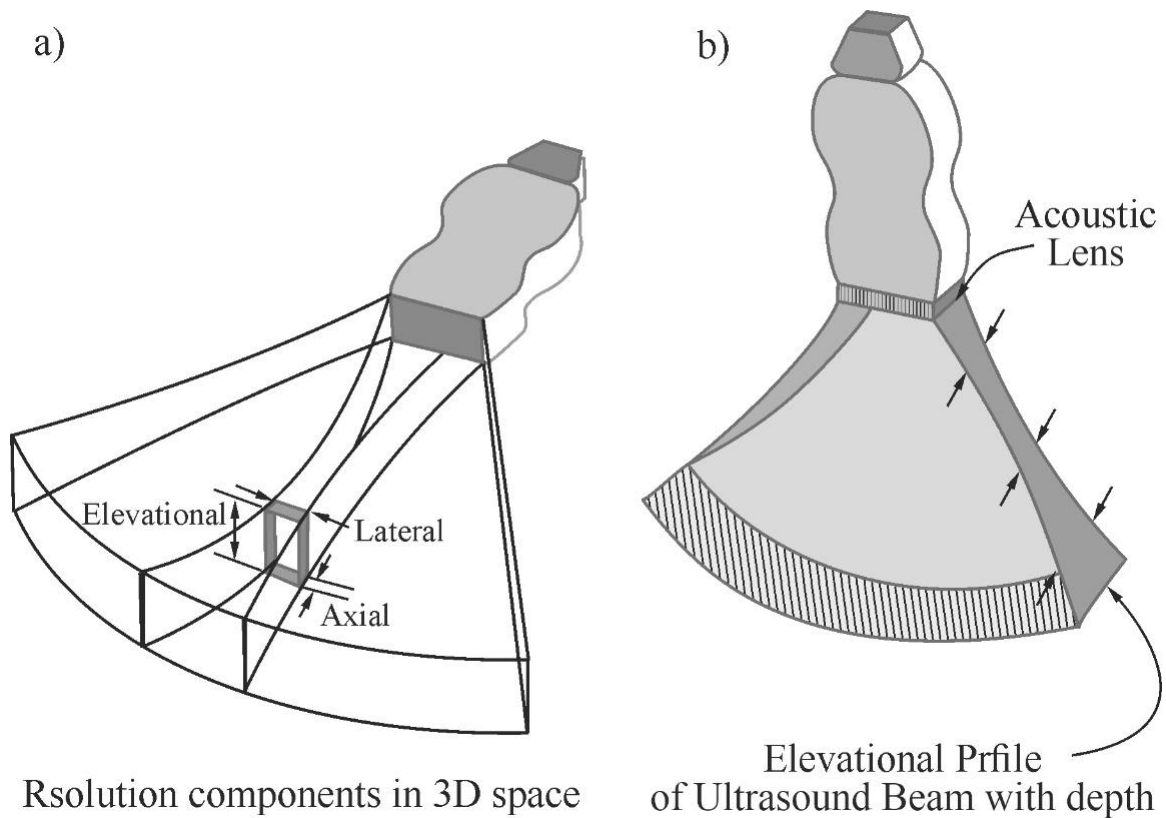 a)
b)
Acoustic
Lens
Elevational
Lateral
Axial
Rsolution components in 3D space
Elevational Prfile
of Ultrasound Beam with depth